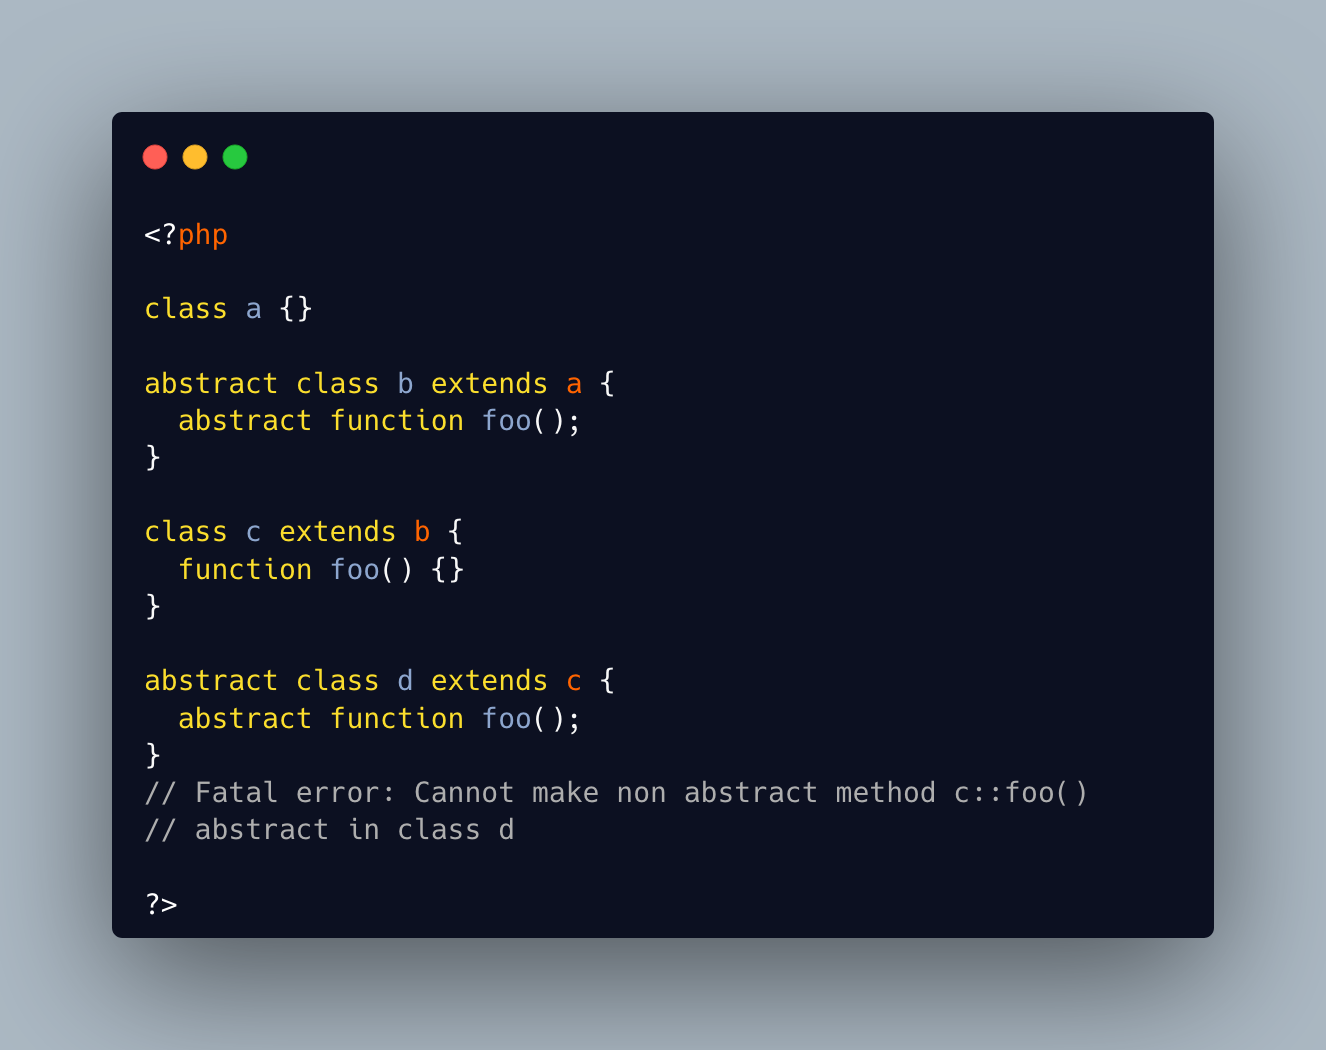 <?php
class a {}
abstract class b extends a {
  abstract function foo();
}
class c extends b {
  function foo() {}
}
abstract class d extends c {
  abstract function foo();
}
// Fatal error: Cannot make non abstract method c::foo()
// abstract in class d
?>